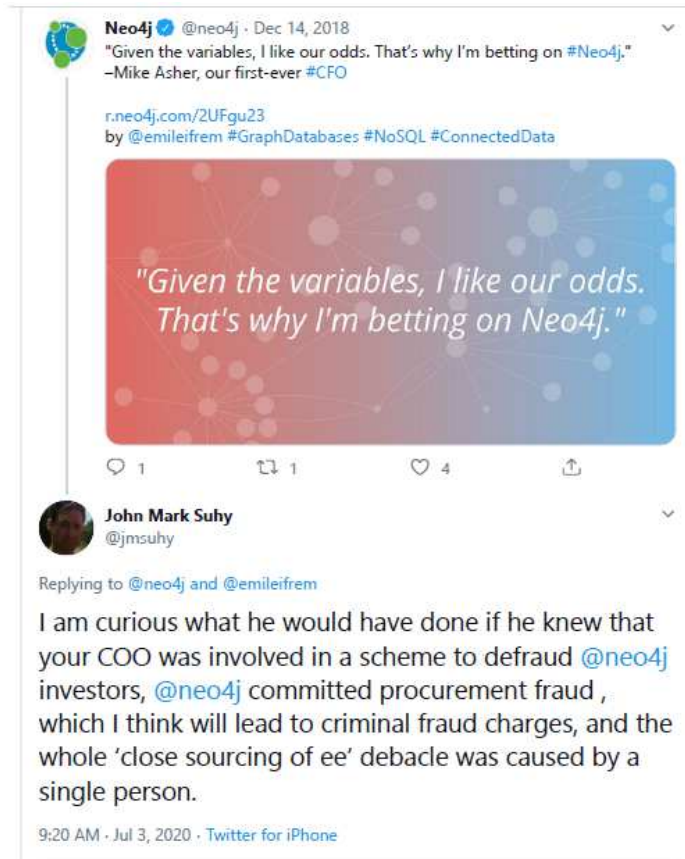 Neo4j @neo4j · Dec 14, 2018
"Given the variables, I like our odds. That's why I'm betting on #Neo4j."
–Mike Asher, our first-ever #CFO
r.neo4j.com/2UFgu23
by @emileifrem #GraphDatabases #NoSQL #ConnectedData
"Given the variables, I like our odds.
That's why I'm betting on Neo4j."
1 1 4
John Mark Suhy
@jmsuhy
Replying to @neo4j and @emileifrem
I am curious what he would have done if he knew that
your COO was involved in a scheme to defraud @neo4j
investors, @neo4j committed procurement fraud ,
which I think will lead to criminal fraud charges, and the
whole ‘close sourcing of ee’ debacle was caused by a
single person.
9:20 AM · Jul 3, 2020 · Twitter for iPhone